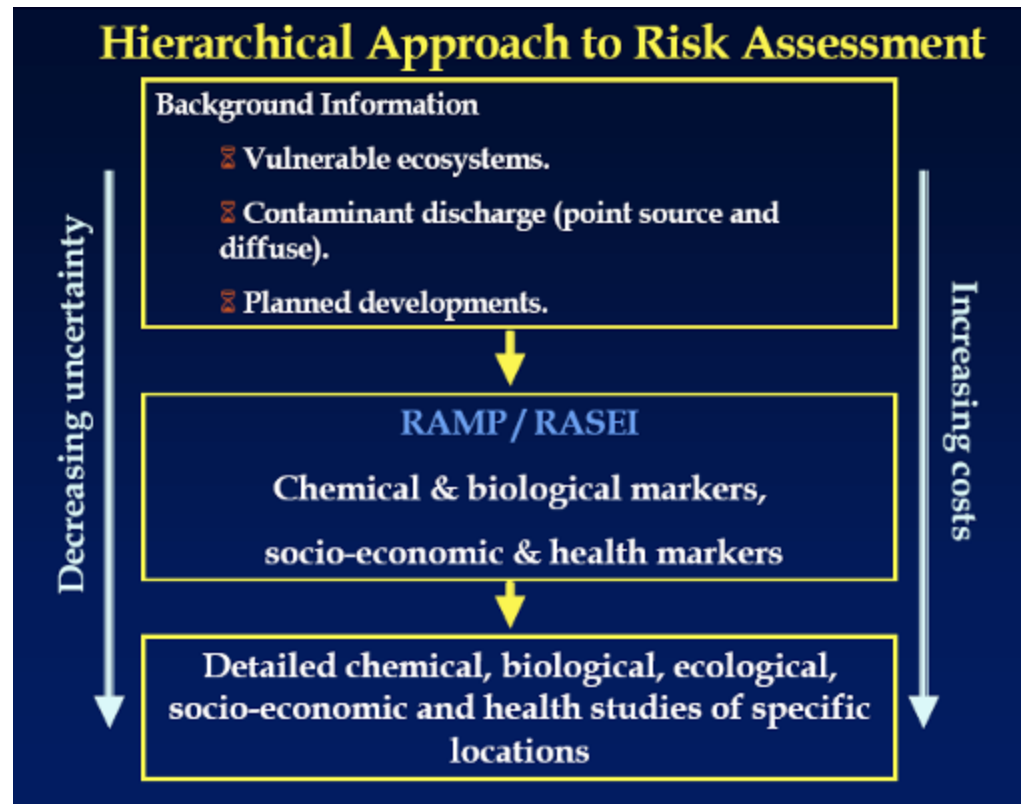 Hierarchical Approach to Risk Assessment
Background Information
Vulnerable ecosystems.
Contaminant discharge (point source and
diffuse).
Planned developments.
Decreasing uncertainty
Increasing costs
RAMP / RASEI
Chemical & biological markers,
socio-economic & health markers
Detailed chemical, biological, ecological,
socio-economic and health studies of specific
locations